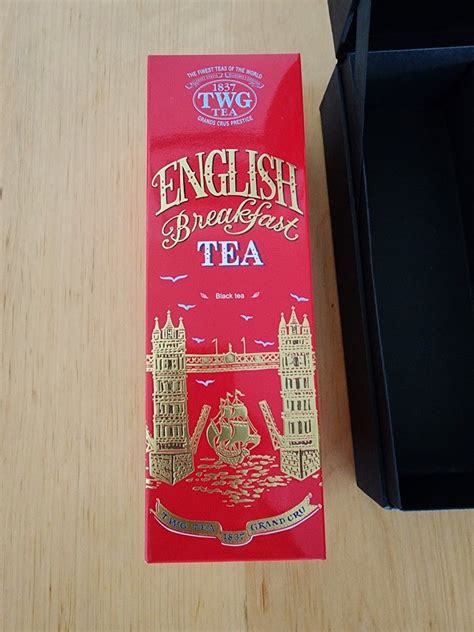 THE FINEST TEAS OF THE WORLD
1837
TWG
TEA
GRANDS CRUS PRESTIGE
ENGLISH
Breakfast
TEA
Black tea
TWG TEA 1837 GRAND CRU